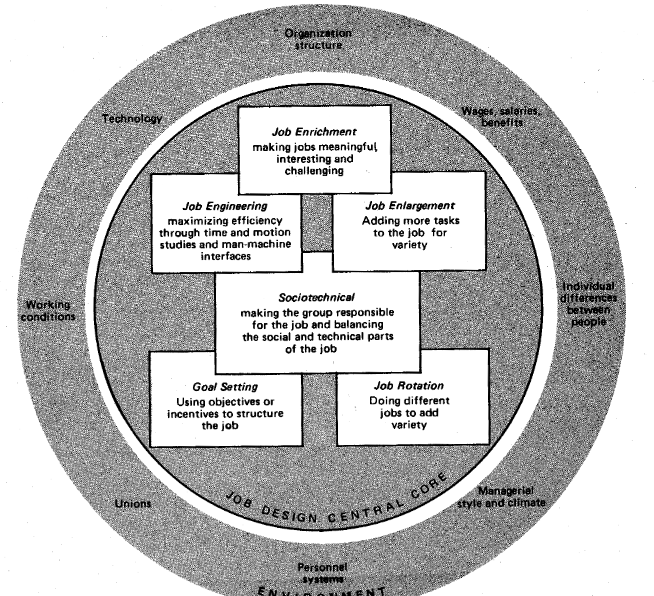 Organization
structure
Technology
Wages, salaries,
benefits
Job Enrichment
making jobs meaningful,
interesting and
challenging
Job Engineering
maximizing efficiency
through time and motion
studies and man-machine
interfaces
Job Enlargement
Adding more tasks
to the job for
variety
Working
conditions
Sociotechnical
making the group responsible
for the job and balancing
the social and technical parts
of the job
Individual
differences
between
people
Goal Setting
Using objectives or
incentives to structure
the job
Job Rotation
Doing different
jobs to add
variety
Unions
JOB DESIGN CENTRAL CORE
Managerial
style and climate
Personnel
systems
ENVIRONMENT